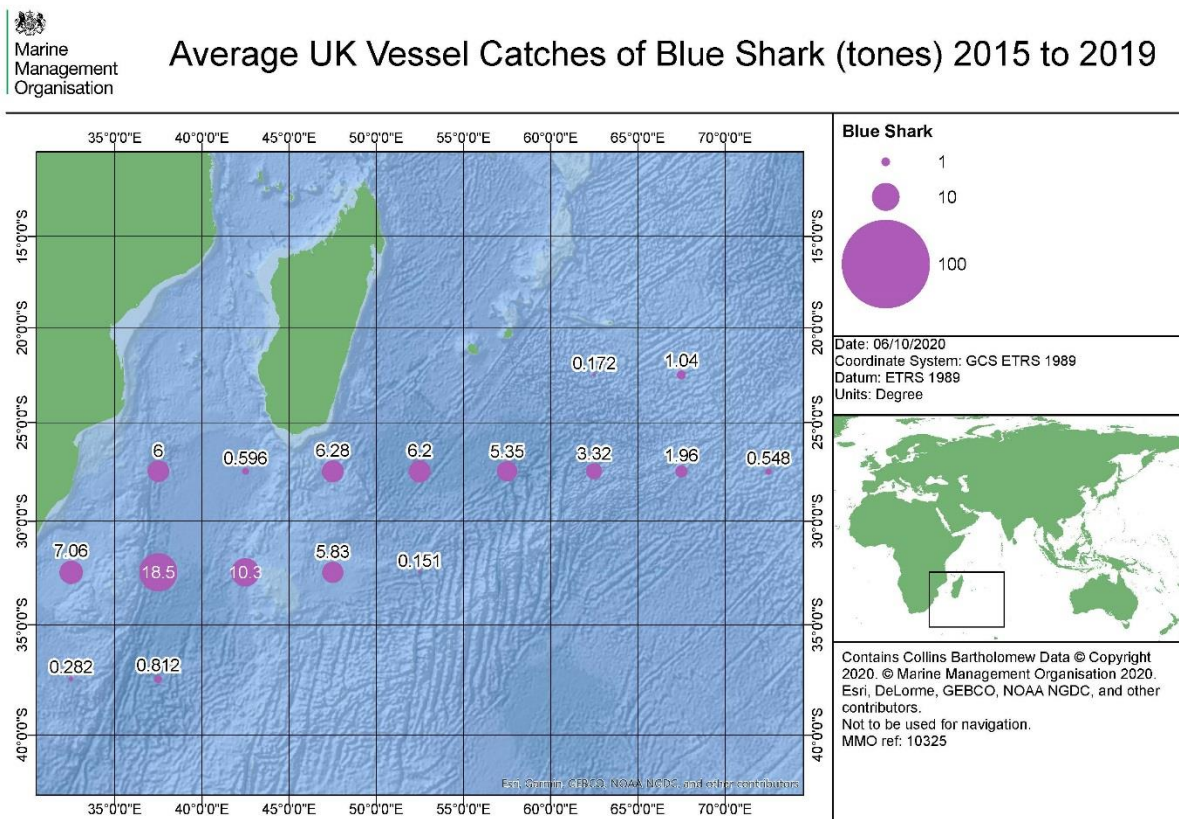 Marine
Management
Organisation
Average UK Vessel Catches of Blue Shark (tones) 2015 to 2019
35°0'0"E 40°0'0"E 45°0'0"E 50°0'0"E 55°0'0"E 60°0'0"E 65°0'0"E 70°0'0"E
15°0'0"S 15°0'0"S
20°0'0"S 20°0'0"S
0.172 1.04
25°0'0"S 25°0'0"S
6 0.596 6.28 6.2 5.35 3.32 1.96 0.548
30°0'0"S 30°0'0"S
7.06 18.5 10.3 5.83 0.151
35°0'0"S 35°0'0"S
0.282 0.812
40°0'0"S 40°0'0"S
Esri, Garmin, GEBCO, NOAA NGDC, and other contributors
35°0'0"E 40°0'0"E 45°0'0"E 50°0'0"E 55°0'0"E 60°0'0"E 65°0'0"E 70°0'0"E
Blue Shark
1
10
100
Date: 06/10/2020
Coordinate System: GCS ETRS 1989
Datum: ETRS 1989
Units: Degree
Contains Collins Bartholomew Data © Copyright
2020. © Marine Management Organisation 2020.
Esri, DeLorme, GEBCO, NOAA NGDC, and other
contributors.
Not to be used for navigation.
MMO ref: 10325